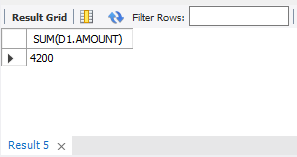 Result Grid Filter Rows:
SUM(D1.AMOUNT)
4200
Result 5 ×